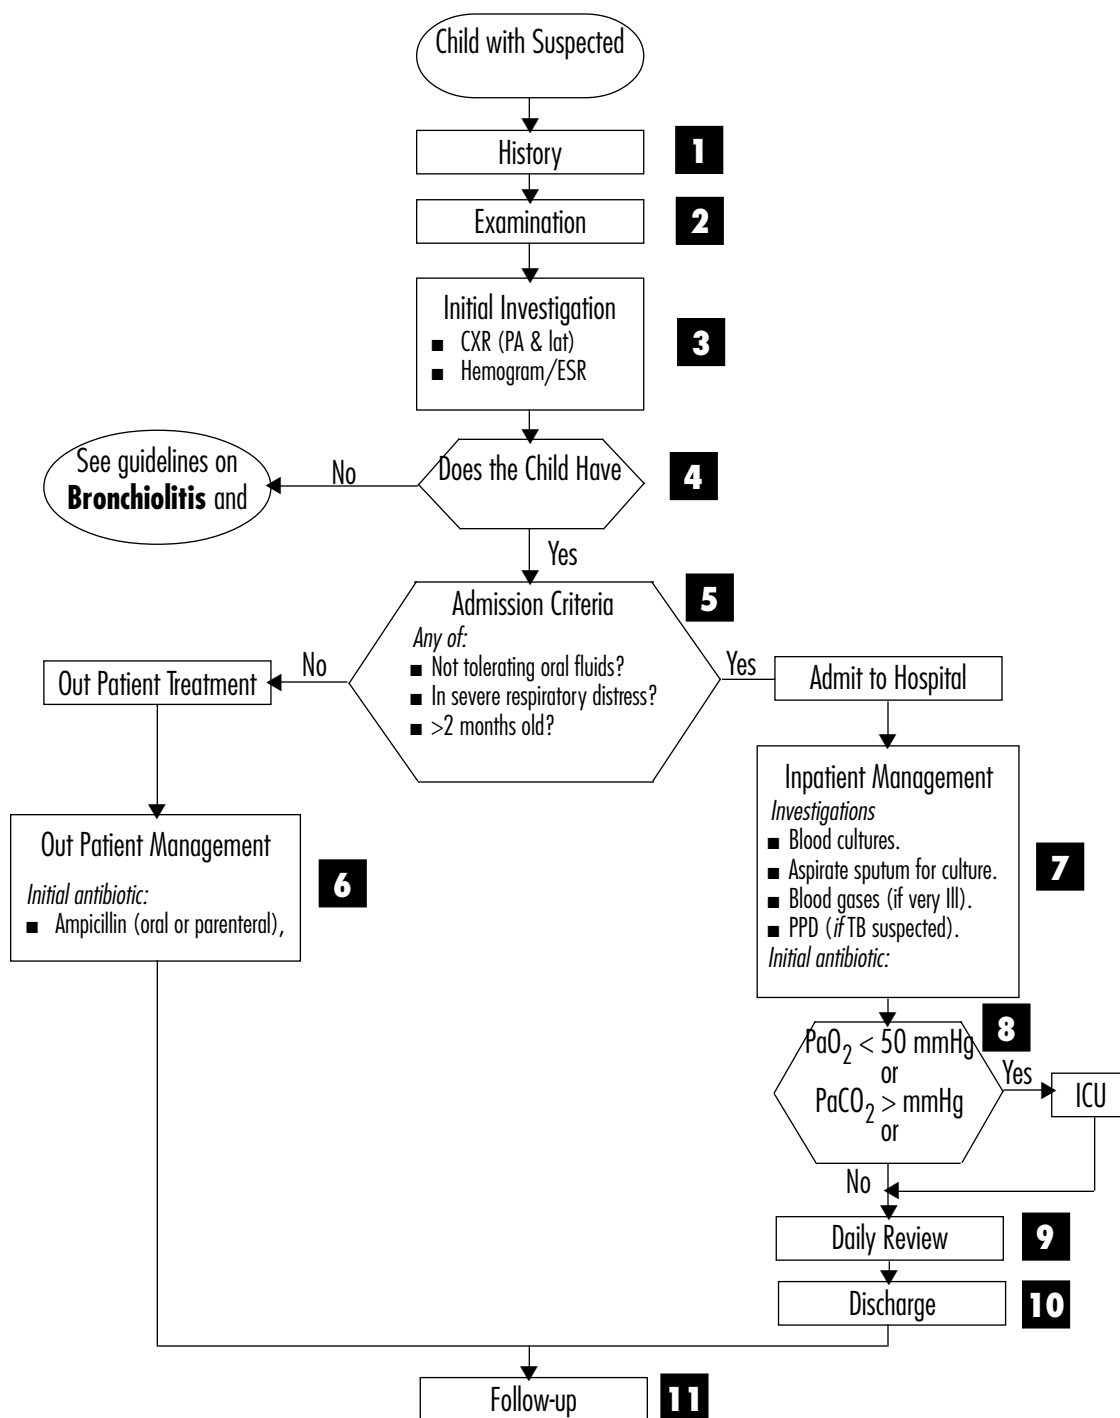 Child with Suspected
History
1
Examination
2
Initial Investigation
■ CXR (PA & lat)
■ Hemogram/ESR
3
Does the Child Have
4
No
See guidelines on
Bronchiolitis and
Yes
Admission Criteria
5
Any of:
■ Not tolerating oral fluids?
■ In severe respiratory distress?
■ >2 months old?
No
Out Patient Treatment
Yes
Admit to Hospital
Out Patient Management
Initial antibiotic:
■ Ampicillin (oral or parenteral),
6
Inpatient Management
Investigations
■ Blood cultures.
■ Aspirate sputum for culture.
■ Blood gases (if very Ill).
■ PPD (if TB suspected).
Initial antibiotic:
7
PaO2 < 50 mmHg
or
PaCO2 > mmHg
or
8
Yes
ICU
No
Daily Review
9
Discharge
10
Follow-up
11